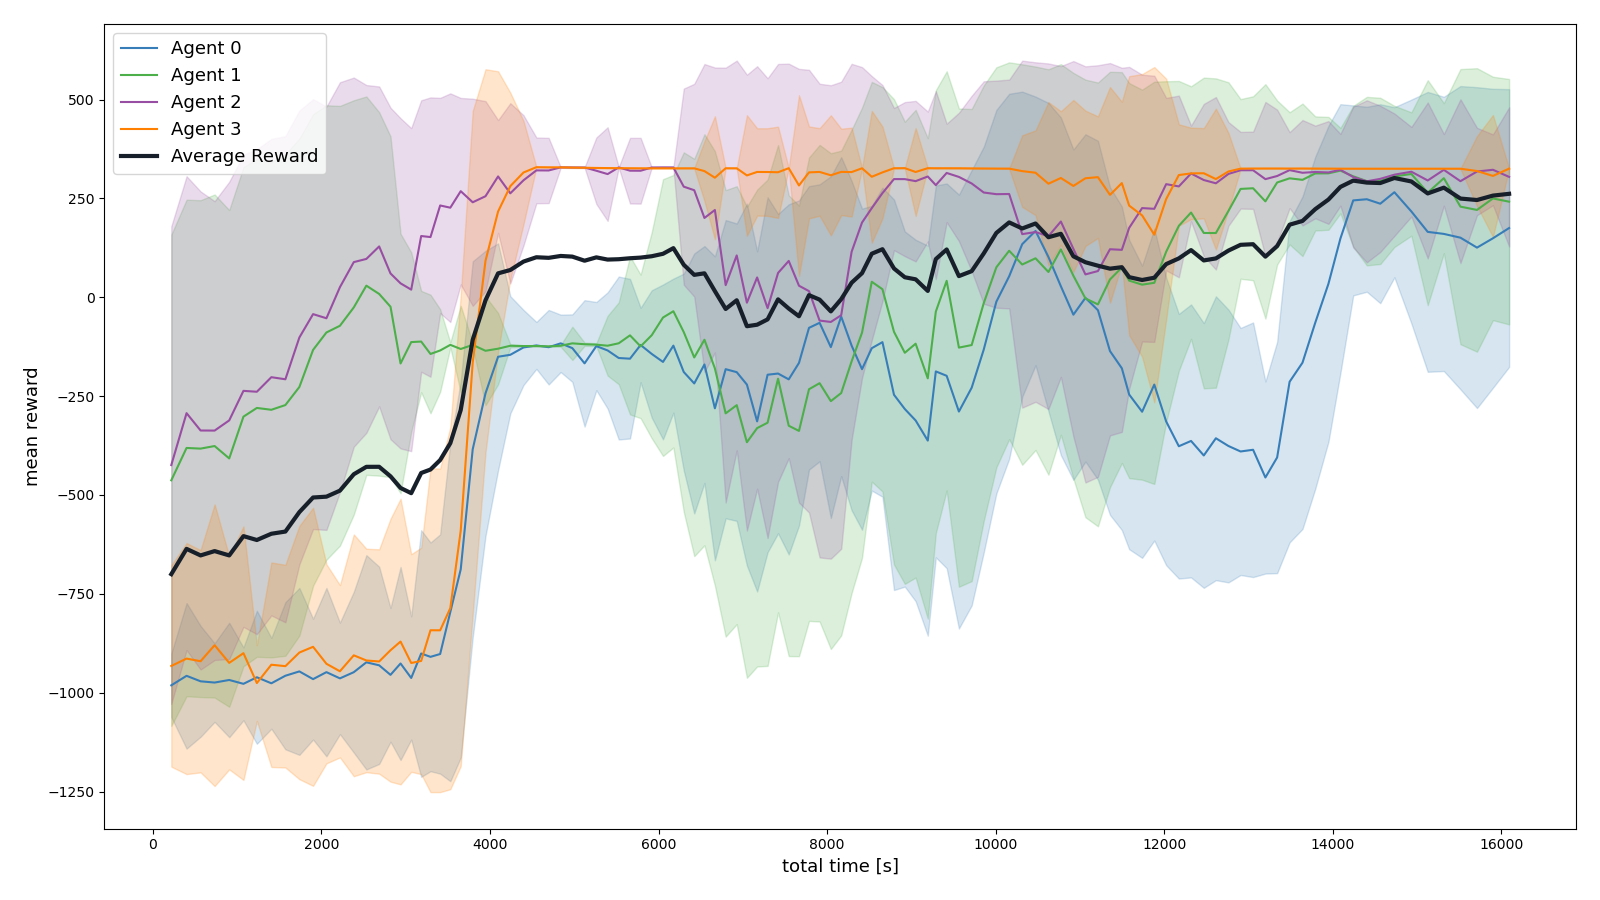 Agent 0
Agent 1
Agent 2
Agent 3
Average Reward
500
250
0
−250
−500
−750
−1000
−1250
mean reward
0 2000 4000 6000 8000 10000 12000 14000 16000
total time [s]